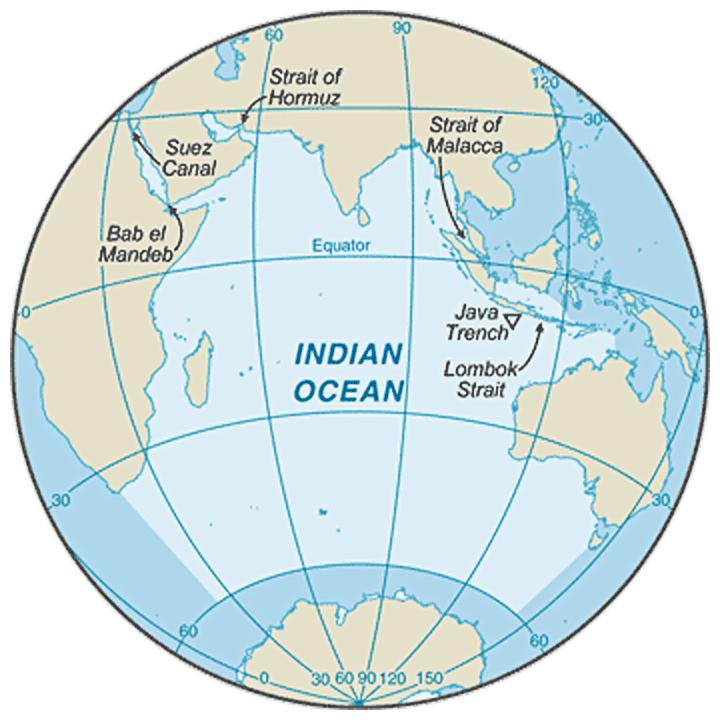 60
90
120
Strait of
Hormuz
30
Strait of
Malacca
Suez
Canal
Bab el
Mandeb
Equator
0
0
Java
Trench
INDIAN
OCEAN
Lombok
Strait
30
30
60
60
0
30 60 90 120 150